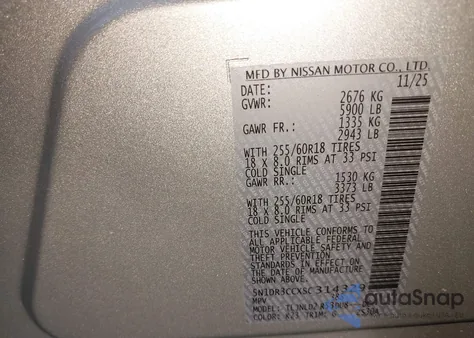 MFD BY NISSAN MOTOR CO., LTD.
DATE: 11/25
GVWR: 2676 KG
5900 LB
GAWR FR.: 1335 KG
2943 LB
WITH 255/60R18 TIRES
18 X 8.0 RIMS AT 33 PSI
COLD SINGLE
GAWR RR.: 1530 KG
3373 LB
WITH 255/60R18 TIRES
18 X 8.0 RIMS AT 33 PSI
COLD SINGLE
THIS VEHICLE CONFORMS TO
ALL APPLICABLE FEDERAL
MOTOR VEHICLE SAFETY AND
THEFT PREVENTION
STANDARDS IN EFFECT ON
THE DATE OF
MANUFACTURE SHOWN ABOVE.
5N1DR3CCXSC314329
MPV
MODEL:
COLOR: TRIM: G
autoSnap